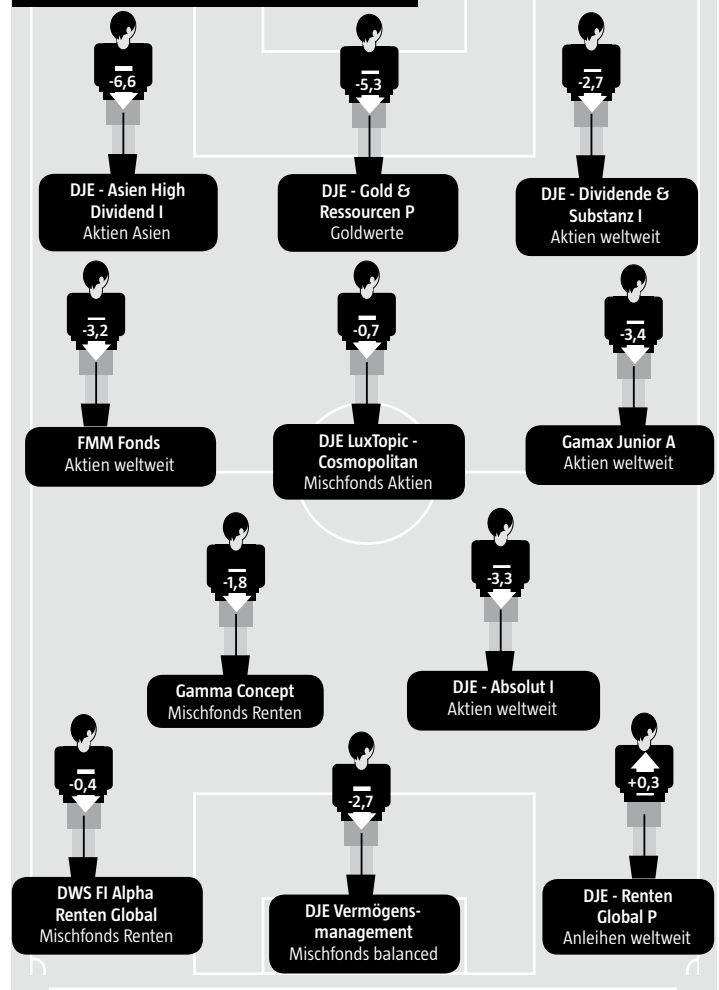 -6,6
DJE - Asien High
Dividend I
Aktien Asien
-5,3
DJE - Gold &
Ressourcen P
Goldwerte
-2,7
DJE - Dividende &
Substanz I
Aktien weltweit
-3,2
FMM Fonds
Aktien weltweit
-0,7
DJE LuxTopic -
Cosmopolitan
Mischfonds Aktien
-3,4
Gamax Junior A
Aktien weltweit
-1,8
Gamma Concept
Mischfonds Renten
-3,3
DJE - Absolut I
Aktien weltweit
-0,4
DWS FI Alpha
Renten Global
Mischfonds Renten
-2,7
DJE Vermögens-
management
Mischfonds balanced
+0,3
DJE - Renten
Global P
Anleihen weltweit